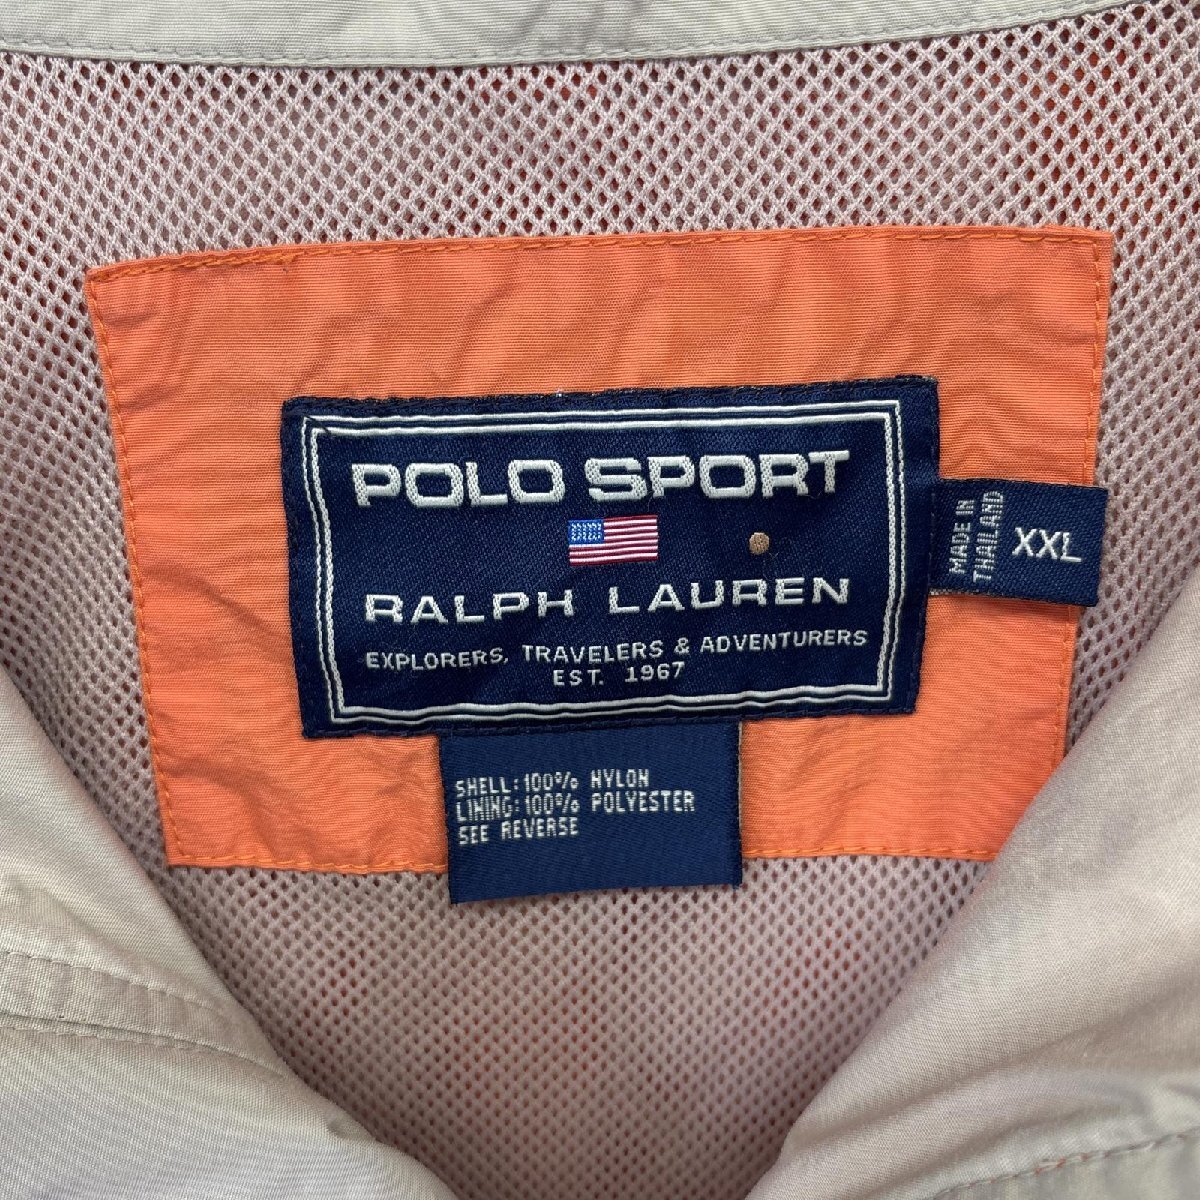 POLO SPORT
RALPH LAUREN
EXPLORERS, TRAVELERS & ADVENTURERS
EST. 1967
MADE IN
THAILAND
XXL
SHELL: 100% NYLON
LINING: 100% POLYESTER
SEE REVERSE